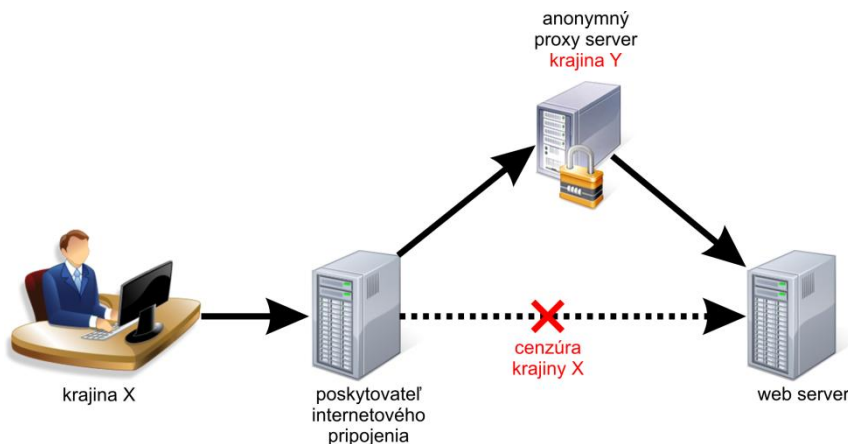 anonymný
proxy server
krajina Y
cenzúra
krajiny X
krajina X
poskytovateľ
internetového
pripojenia
web server